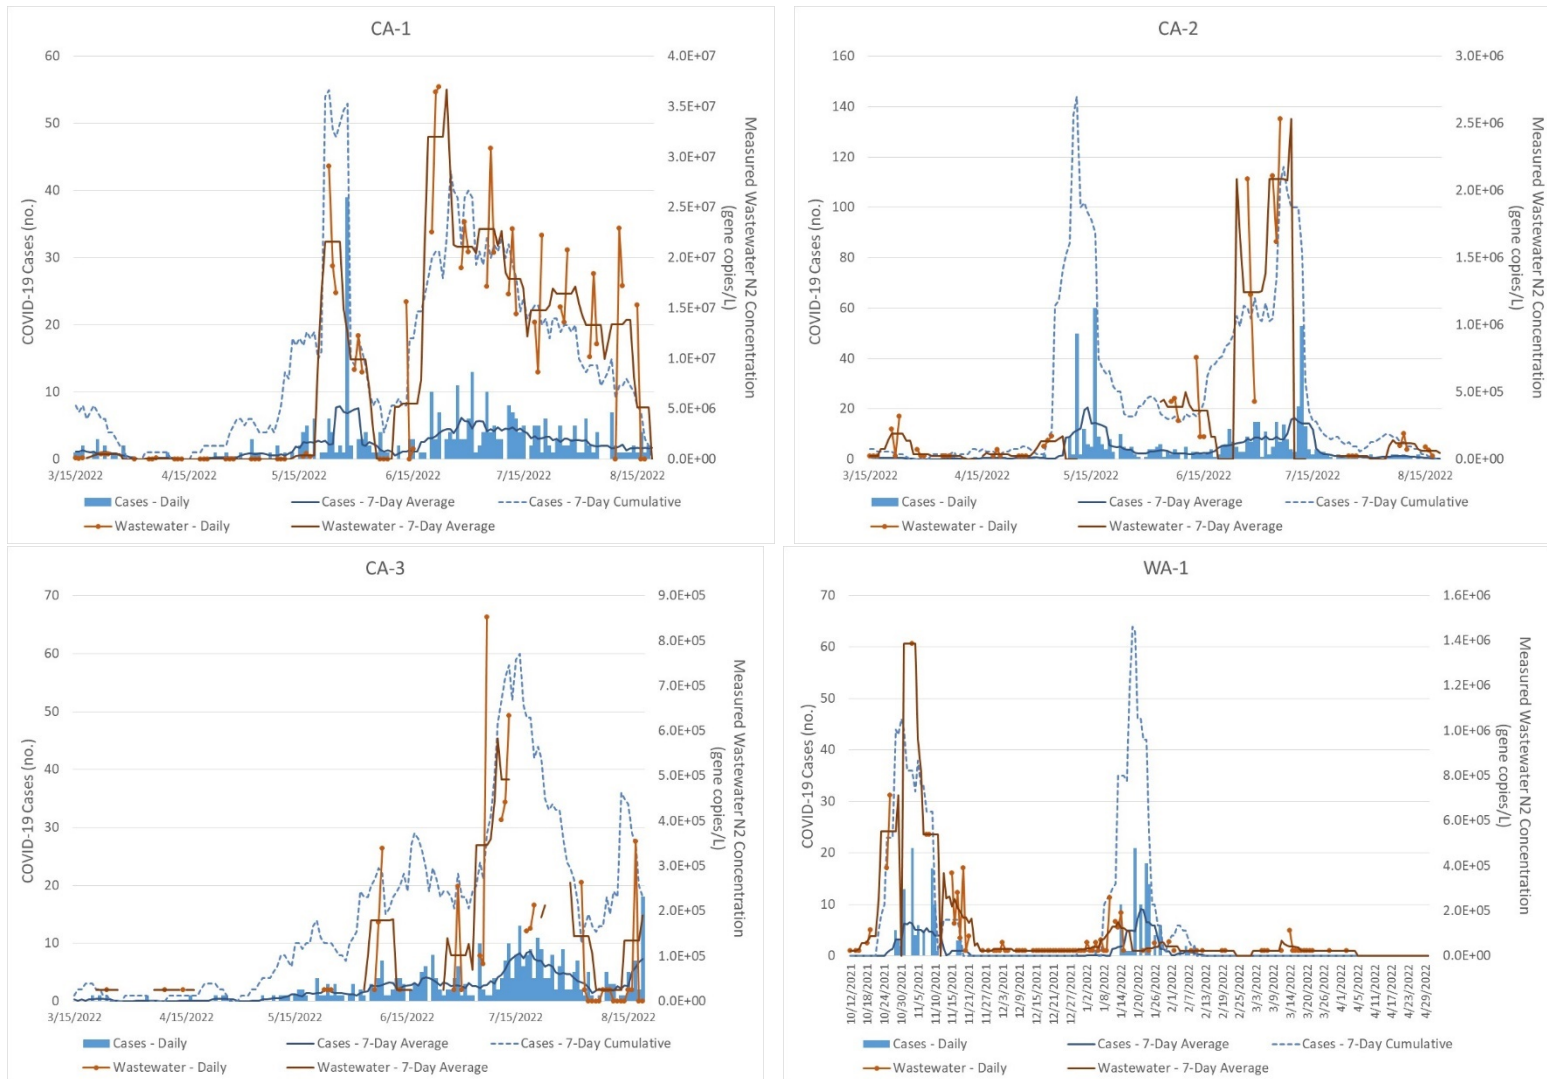 CA-1
60
50
40
30
20
10
0
4.0E+07
3.5E+07
3.0E+07
2.5E+07
2.0E+07
1.5E+07
1.0E+07
5.0E+06
0.0E+00
COVID-19 Cases (no.)
Measured Wastewater N2 Concentration
(gene copies/L)
3/15/2022 4/15/2022 5/15/2022 6/15/2022 7/15/2022 8/15/2022
Cases - Daily Cases - 7-Day Average Cases - 7-Day Cumulative
Wastewater - Daily Wastewater - 7-Day Average
CA-2
160
140
120
100
80
60
40
20
0
3.0E+06
2.5E+06
2.0E+06
1.5E+06
1.0E+06
5.0E+05
0.0E+00
COVID-19 Cases (no.)
Measured Wastewater N2 Concentration
(gene copies/L)
3/15/2022 4/15/2022 5/15/2022 6/15/2022 7/15/2022 8/15/2022
Cases - Daily Cases - 7-Day Average Cases - 7-Day Cumulative
Wastewater - Daily Wastewater - 7-Day Average
CA-3
70
60
50
40
30
20
10
0
9.0E+05
8.0E+05
7.0E+05
6.0E+05
5.0E+05
4.0E+05
3.0E+05
2.0E+05
1.0E+05
0.0E+00
COVID-19 Cases (no.)
Measured Wastewater N2 Concentration
(gene copies/L)
3/15/2022 4/15/2022 5/15/2022 6/15/2022 7/15/2022 8/15/2022
Cases - Daily Cases - 7-Day Average Cases - 7-Day Cumulative
Wastewater - Daily Wastewater - 7-Day Average
WA-1
70
60
50
40
30
20
10
0
1.6E+06
1.4E+06
1.2E+06
1.0E+06
8.0E+05
6.0E+05
4.0E+05
2.0E+05
0.0E+00
COVID-19 Cases (no.)
Measured Wastewater N2 Concentration
(gene copies/L)
10/12/2021
10/18/2021
10/24/2021
10/30/2021
11/5/2021
11/10/2021
11/15/2021
11/21/2021
11/27/2021
12/3/2021
12/9/2021
12/15/2021
12/21/2021
12/27/2021
1/2/2022
1/8/2022
1/14/2022
1/20/2022
1/26/2022
2/1/2022
2/7/2022
2/13/2022
2/19/2022
2/25/2022
3/3/2022
3/9/2022
3/14/2022
3/20/2022
3/26/2022
4/1/2022
4/5/2022
4/11/2022
4/17/2022
4/23/2022
4/29/2022
Cases - Daily Cases - 7-Day Average Cases - 7-Day Cumulative
Wastewater - Daily Wastewater - 7-Day Average